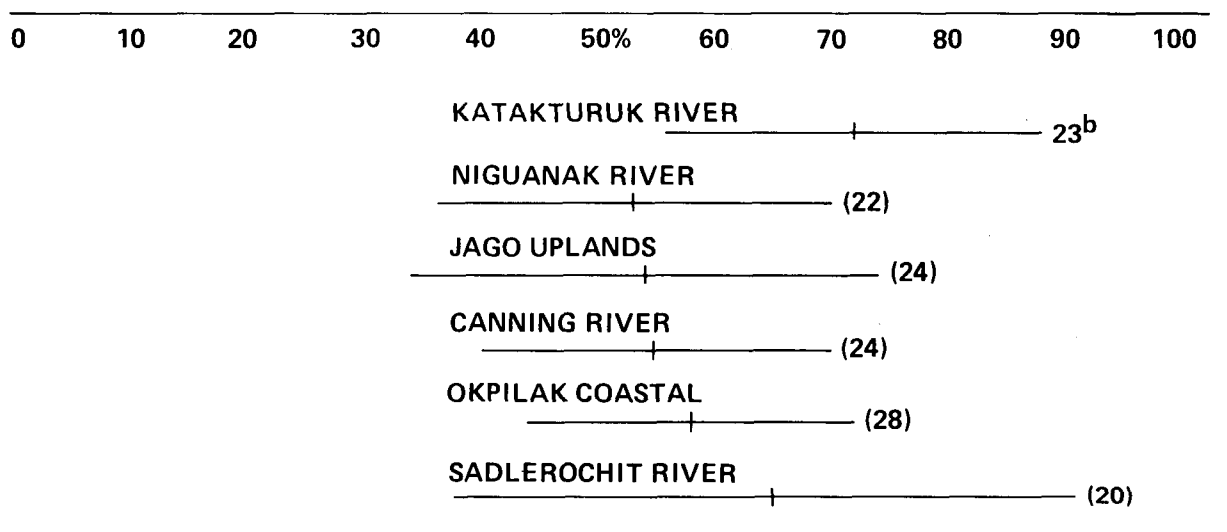 0 10 20 30 40 50% 60 70 80 90 100
KATAKTURUK RIVER
23b
NIGUANAK RIVER
(22)
JAGO UPLANDS
(24)
CANNING RIVER
(24)
OKPILAK COASTAL
(28)
SADLEROCHIT RIVER
(20)